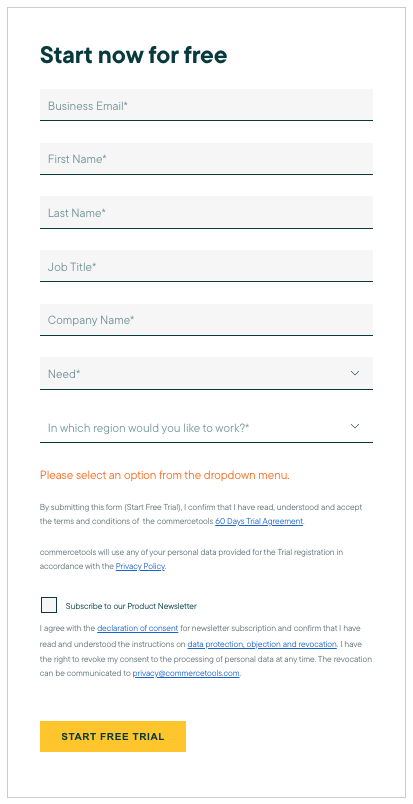 Start now for free
Business Email*
First Name*
Last Name*
Job Title*
Company Name*
Need*
In which region would you like to work?*
Please select an option from the dropdown menu.
By submitting this form (Start Free Trial), I confirm that I have read, understood and accept
the terms and conditions of the commercetools 60 Days Trial Agreement.
commercetools will use any of your personal data provided for the Trial registration in
accordance with the Privacy Policy.
Subscribe to our Product Newsletter
I agree with the declaration of consent for newsletter subscription and confirm that I have
read and understood the instructions on data protection, objection and revocation. I have
the right to revoke my consent to the processing of personal data at any time. The revocation
can be communicated to privacy@commercetools.com.
START FREE TRIAL